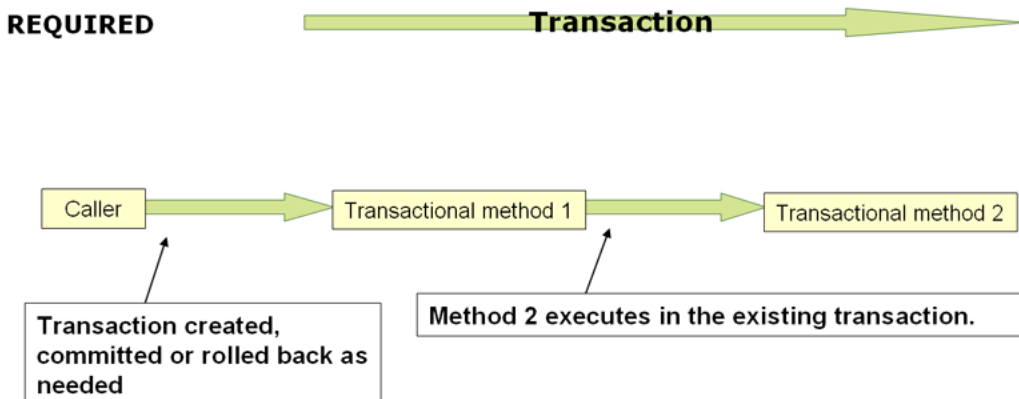 REQUIRED
Transaction
Caller
Transactional method 1
Transactional method 2
Transaction created,
committed or rolled back as
needed
Method 2 executes in the existing transaction.